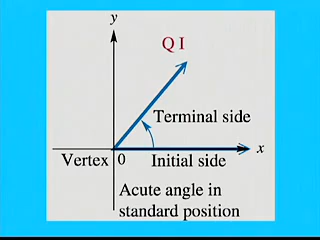 y
Q I
Terminal side
x
Vertex 0 Initial side
Acute angle in
standard position